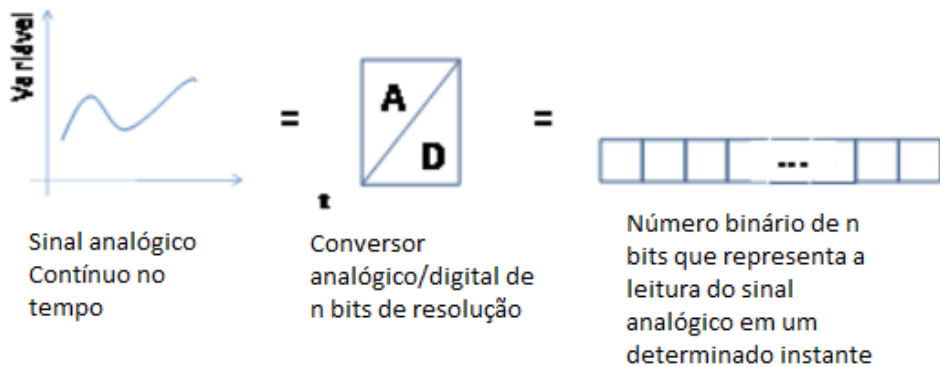 Variável
=
A
D
=
---
t
Sinal analógico
Contínuo no
tempo
Conversor
analógico/digital de
n bits de resolução
Número binário de n
bits que representa a
leitura do sinal
analógico em um
determinado instante